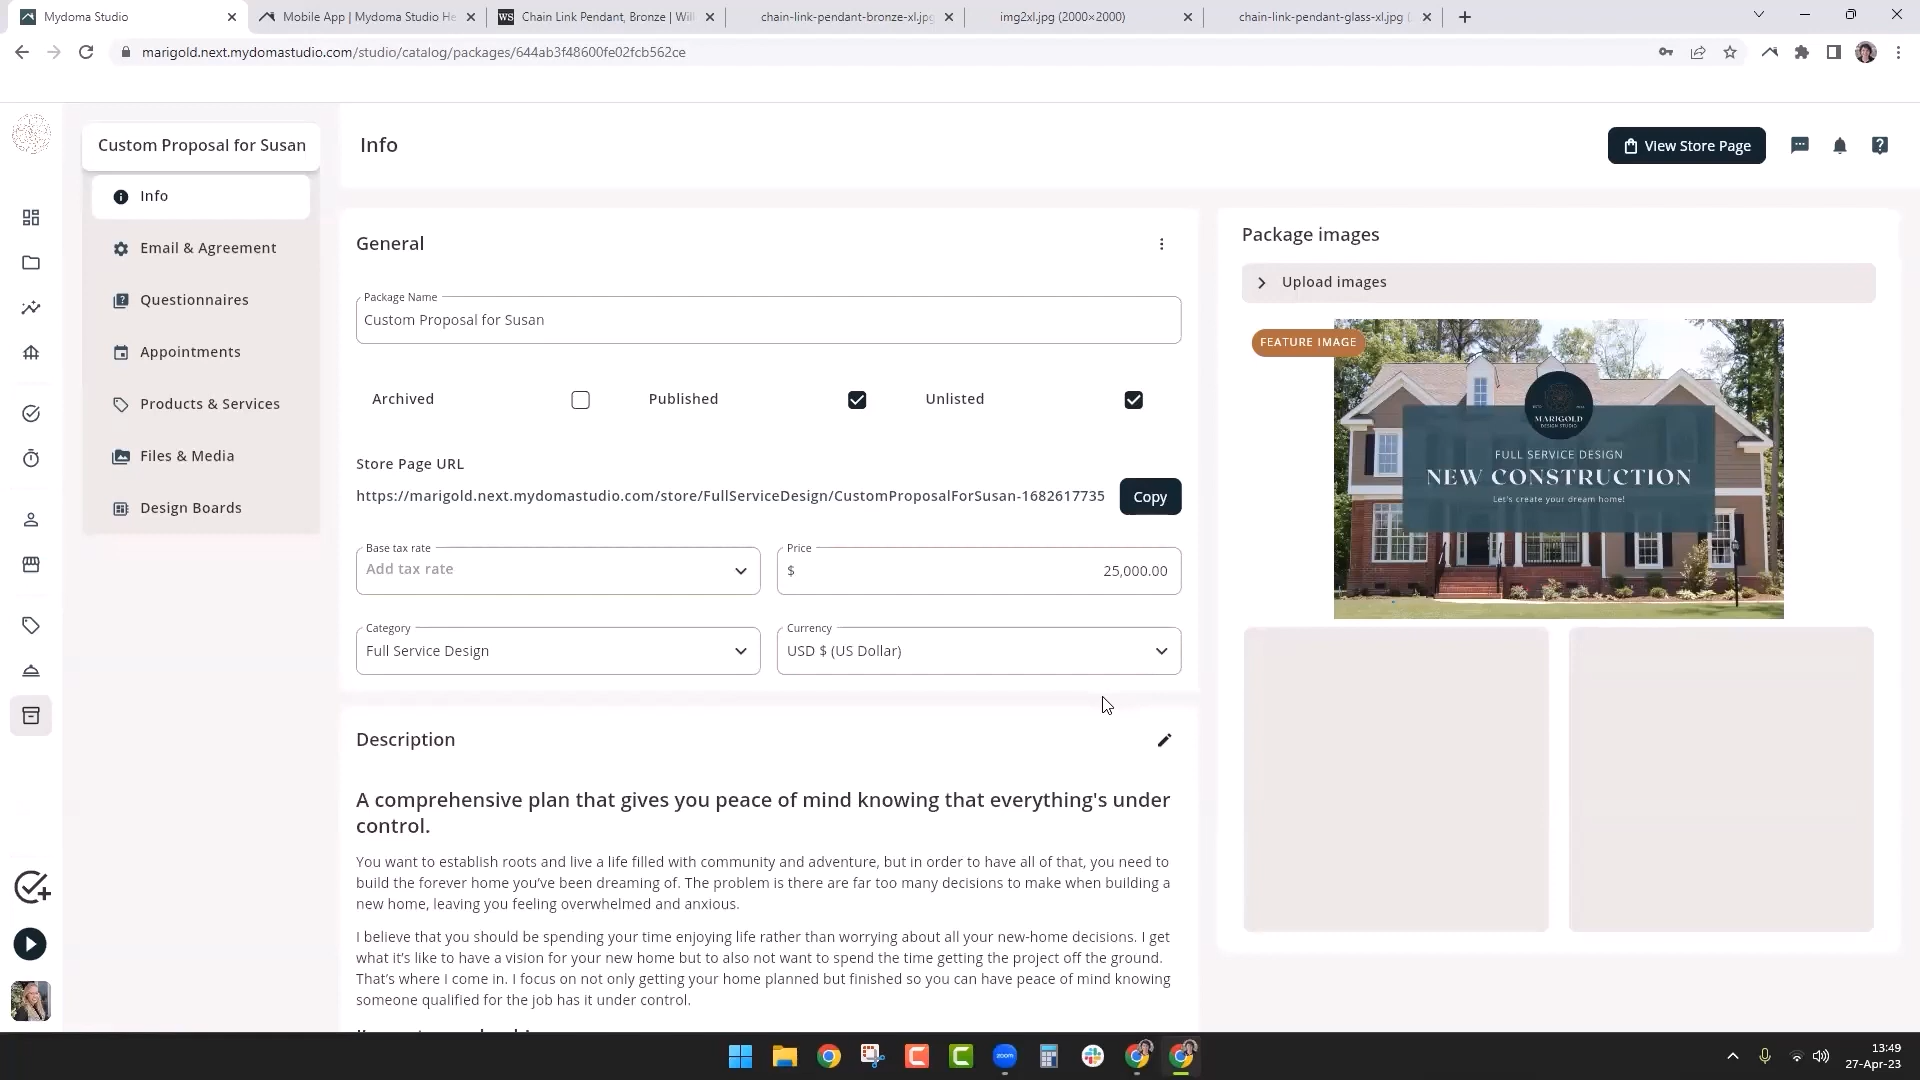 Mydoma Studio
Mobile App | Mydoma Studio He
WS
Chain Link Pendant, Bronze | Will
chain-link-pendant-bronze-xl.jpg
img2xl.jpg (2000×2000)
chain-link-pendant-glass-xl.jpg (
marigold.next.mydomastudio.com/studio/catalog/packages/644ab3f48600fe02fcb562ce
Custom Proposal for Susan
Info
Email & Agreement
Questionnaires
Appointments
Products & Services
Files & Media
Design Boards
Info
View Store Page
General
Package Name
Custom Proposal for Susan
Archived
Published
Unlisted
Store Page URL
https://marigold.next.mydomastudio.com/store/FullServiceDesign/CustomProposalForSusan-1682617735
Copy
Base tax rate
Add tax rate
Price
$ 25,000.00
Category
Full Service Design
Currency
USD $ (US Dollar)
Description
A comprehensive plan that gives you peace of mind knowing that everything's under
control.
You want to establish roots and live a life filled with community and adventure, but in order to have all of that, you need to
build the forever home you've been dreaming of. The problem is there are far too many decisions to make when building a
new home, leaving you feeling overwhelmed and anxious.
I believe that you should be spending your time enjoying life rather than worrying about all your new-home decisions. I get
what it's like to have a vision for your new home but to also not want to spend the time getting the project off the ground.
That's where I come in. I focus on not only getting your home planned but finished so you can have peace of mind knowing
someone qualified for the job has it under control.
Package images
Upload images
FEATURE IMAGE
MARIGOLD
DESIGN STUDIO
FULL SERVICE DESIGN
NEW CONSTRUCTION
Let's create your dream home!
zoom
13:49
27-Apr-23